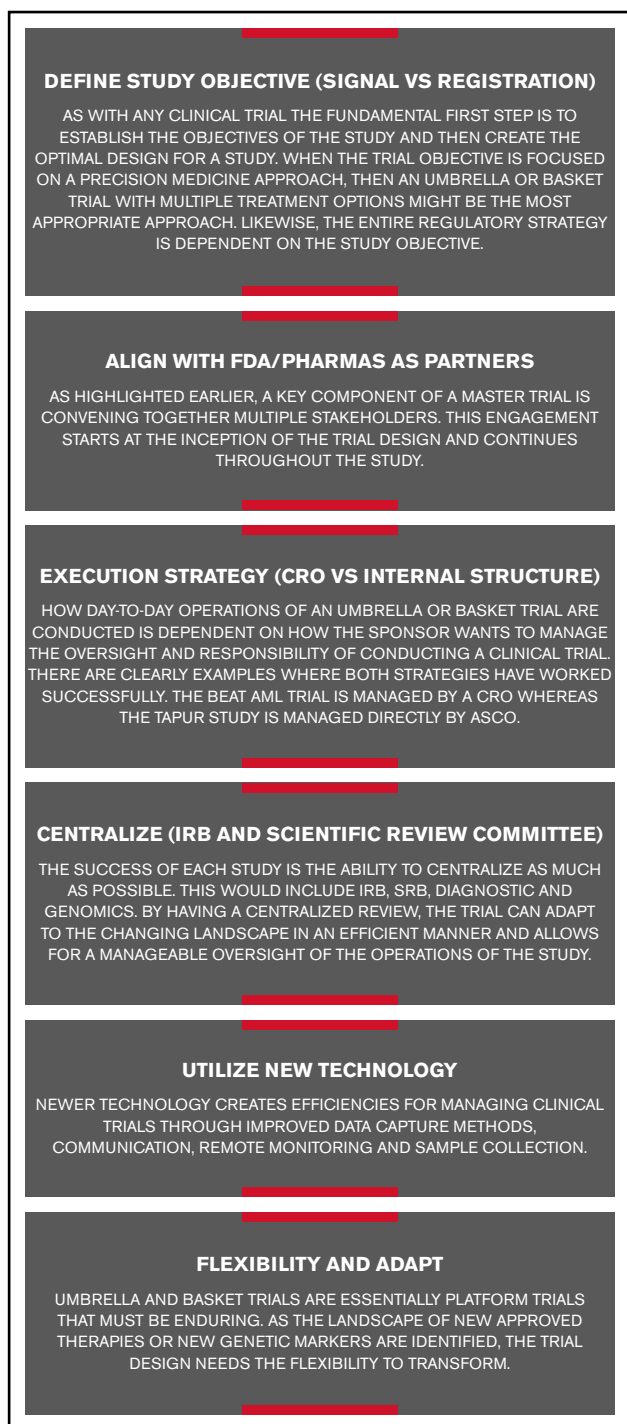 DEFINE STUDY OBJECTIVE (SIGNAL VS REGISTRATION)
AS WITH ANY CLINICAL TRIAL THE FUNDAMENTAL FIRST STEP IS TO
ESTABLISH THE OBJECTIVES OF THE STUDY AND THEN CREATE THE
OPTIMAL DESIGN FOR A STUDY. WHEN THE TRIAL OBJECTIVE IS FOCUSED
ON A PRECISION MEDICINE APPROACH, THEN AN UMBRELLA OR BASKET
TRIAL WITH MULTIPLE TREATMENT OPTIONS MIGHT BE THE MOST
APPROPRIATE APPROACH. LIKEWISE, THE ENTIRE REGULATORY STRATEGY
IS DEPENDENT ON THE STUDY OBJECTIVE.
ALIGN WITH FDA/PHARMAS AS PARTNERS
AS HIGHLIGHTED EARLIER, A KEY COMPONENT OF A MASTER TRIAL IS
CONVENING TOGETHER MULTIPLE STAKEHOLDERS. THIS ENGAGEMENT
STARTS AT THE INCEPTION OF THE TRIAL DESIGN AND CONTINUES
THROUGHOUT THE STUDY.
EXECUTION STRATEGY (CRO VS INTERNAL STRUCTURE)
HOW DAY-TO-DAY OPERATIONS OF AN UMBRELLA OR BASKET TRIAL ARE
CONDUCTED IS DEPENDENT ON HOW THE SPONSOR WANTS TO MANAGE
THE OVERSIGHT AND RESPONSIBILITY OF CONDUCTING A CLINICAL TRIAL.
THERE ARE CLEARLY EXAMPLES WHERE BOTH STRATEGIES HAVE WORKED
SUCCESSFULLY. THE BEAT AML TRIAL IS MANAGED BY A CRO WHEREAS
THE TAPUR STUDY IS MANAGED DIRECTLY BY ASCO.
CENTRALIZE (IRB AND SCIENTIFIC REVIEW COMMITTEE)
THE SUCCESS OF EACH STUDY IS THE ABILITY TO CENTRALIZE AS MUCH
AS POSSIBLE. THIS WOULD INCLUDE IRB, SRB, DIAGNOSTIC AND
GENOMICS. BY HAVING A CENTRALIZED REVIEW, THE TRIAL CAN ADAPT
TO THE CHANGING LANDSCAPE IN AN EFFICIENT MANNER AND ALLOWS
FOR A MANAGEABLE OVERSIGHT OF THE OPERATIONS OF THE STUDY.
UTILIZE NEW TECHNOLOGY
NEWER TECHNOLOGY CREATES EFFICIENCIES FOR MANAGING CLINICAL
TRIALS THROUGH IMPROVED DATA CAPTURE METHODS,
COMMUNICATION, REMOTE MONITORING AND SAMPLE COLLECTION.
FLEXIBILITY AND ADAPT
UMBRELLA AND BASKET TRIALS ARE ESSENTIALLY PLATFORM TRIALS
THAT MUST BE ENDURING. AS THE LANDSCAPE OF NEW APPROVED
THERAPIES OR NEW GENETIC MARKERS ARE IDENTIFIED, THE TRIAL
DESIGN NEEDS THE FLEXIBILITY TO TRANSFORM.